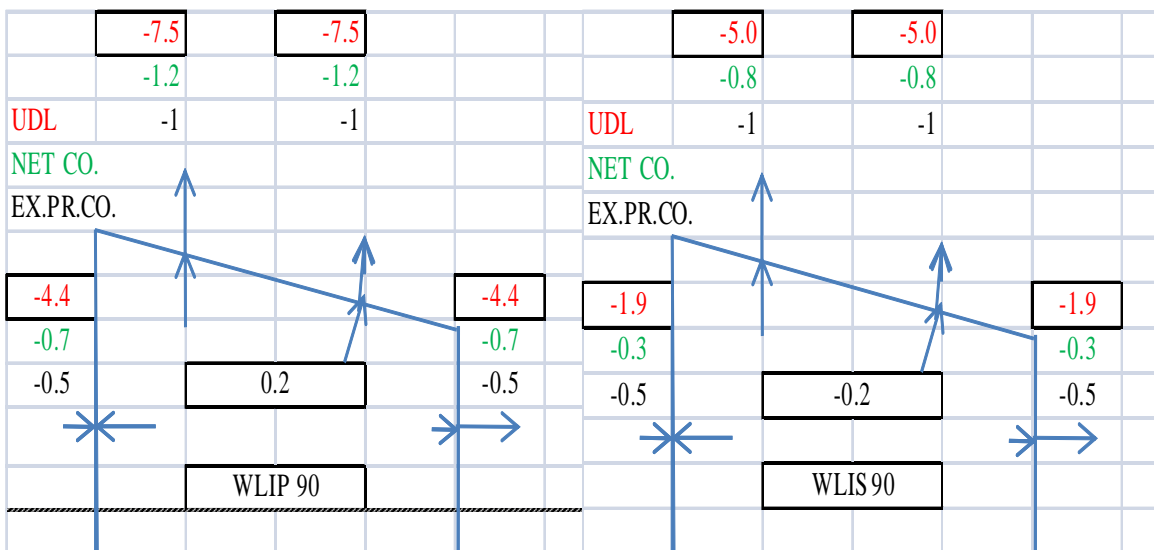 -7.5 -7.5
-1.2 -1.2
UDL -1 -1
NET CO.
EX.PR.CO.
-4.4 -4.4
-0.7 -0.7
-0.5 0.2 -0.5
WLIP 90
-5.0 -5.0
-0.8 -0.8
UDL -1 -1
NET CO.
EX.PR.CO.
-1.9 -1.9
-0.3 -0.3
-0.5 -0.2 -0.5
WLIS 90